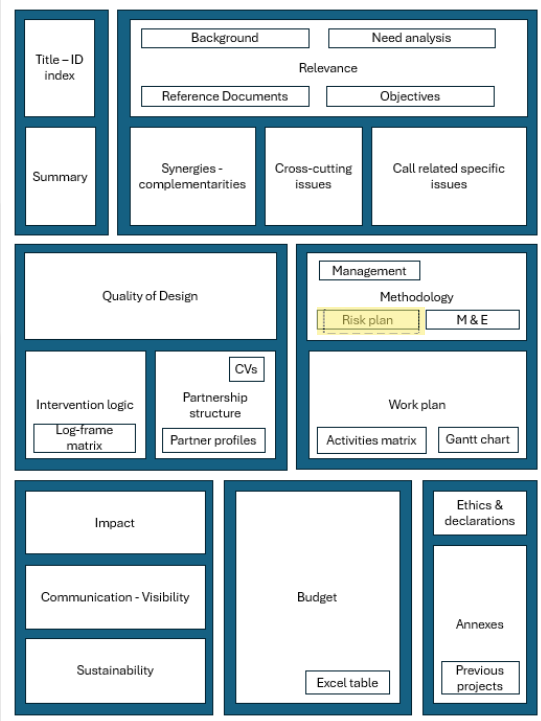 Title – ID
index
Summary
Background
Need analysis
Relevance
Reference Documents
Objectives
Synergies -
complementarities
Cross-cutting
issues
Call related specific
issues
Quality of Design
Intervention logic
Log-frame
matrix
CVs
Partnership
structure
Partner profiles
Management
Methodology
Risk plan
M & E
Work plan
Activities matrix
Gantt chart
Impact
Communication - Visibility
Sustainability
Budget
Excel table
Ethics &
declarations
Annexes
Previous
projects